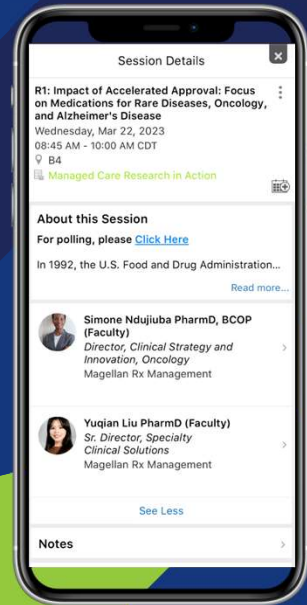 Session Details
R1: Impact of Accelerated Approval: Focus
on Medications for Rare Diseases, Oncology,
and Alzheimer's Disease
Wednesday, Mar 22, 2023
08:45 AM - 10:00 AM CDT
B4
Managed Care Research in Action
About this Session
For polling, please Click Here
In 1992, the U.S. Food and Drug Administration...
Read more...
Simone Ndujiuba PharmD, BCOP
(Faculty)
Director, Clinical Strategy and
Innovation, Oncology
Magellan Rx Management
Yuqian Liu PharmD (Faculty)
Sr. Director, Specialty
Clinical Solutions
Magellan Rx Management
See Less
Notes